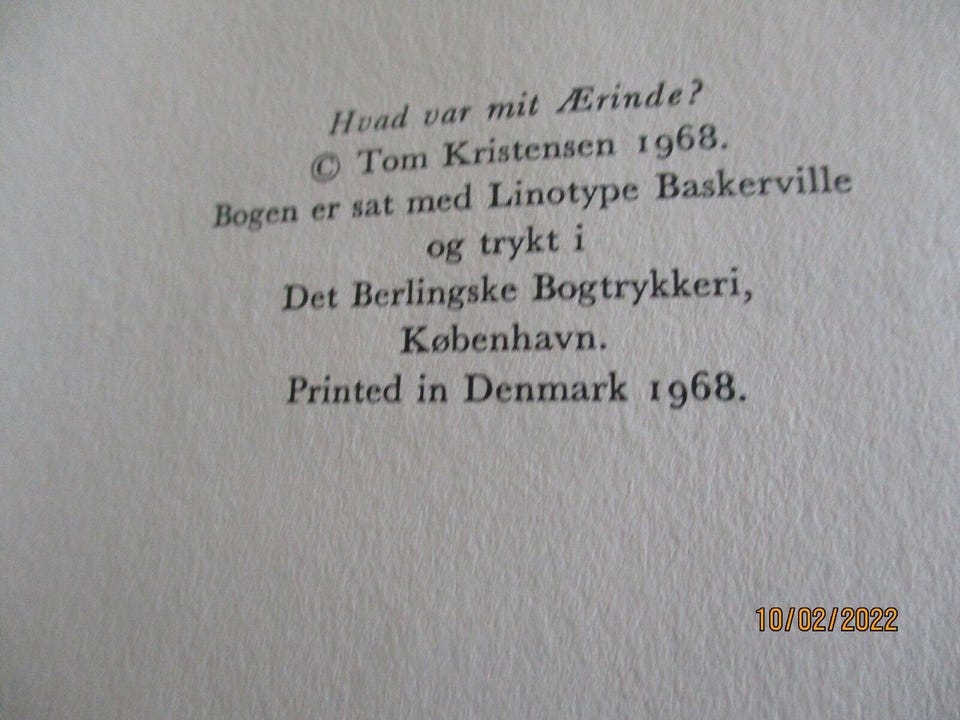 Hvad var mit Ærinde?
© Tom Kristensen 1968.
Bogen er sat med Linotype Baskerville
og trykt i
Det Berlingske Bogtrykkeri,
København.
Printed in Denmark 1968.
10/02/2022